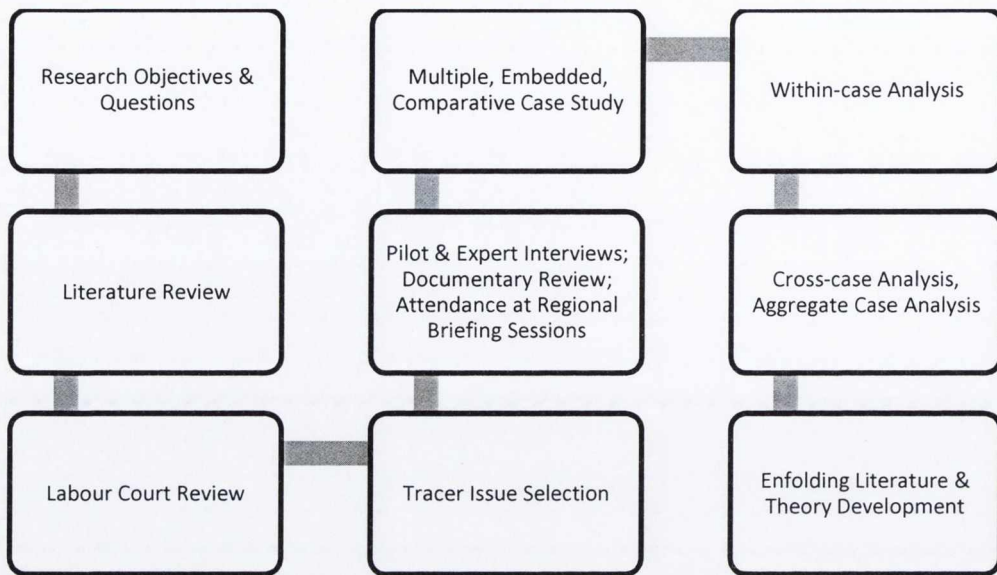 Research Objectives &
Questions
Literature Review
Labour Court Review
Tracer Issue Selection
Pilot & Expert Interviews;
Documentary Review;
Attendance at Regional
Briefing Sessions
Multiple, Embedded,
Comparative Case Study
Within-case Analysis
Cross-case Analysis,
Aggregate Case Analysis
Enfolding Literature &
Theory Development